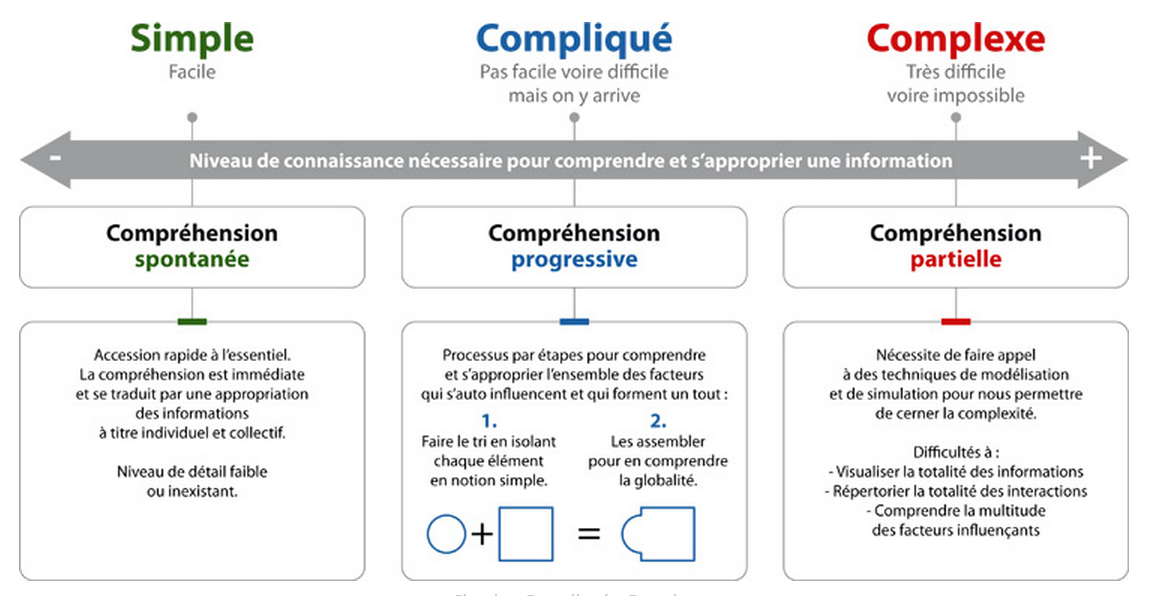 Simple
Facile
Compliqué
Pas facile voire difficile
mais on y arrive
Complexe
Très difficile
voire impossible
- Niveau de connaissance nécessaire pour comprendre et s’approprier une information +
Compréhension
spontanée
Compréhension
progressive
Compréhension
partielle
Accession rapide à l’essentiel.
La compréhension est immédiate
et se traduit par une appropriation
des informations
à titre individuel et collectif.
Niveau de détail faible
ou inexistant.
Processus par étapes pour comprendre
et s’approprier l’ensemble des facteurs
qui s’auto influencent et qui forment un tout :
1.
Faire le tri en isolant
chaque élément
en notion simple.
2.
Les assembler
pour en comprendre
la globalité.
+ =
Nécessite de faire appel
à des techniques de modélisation
et de simulation pour nous permettre
de cerner la complexité.
Difficultés à :
- Visualiser la totalité des informations
- Répertorier la totalité des interactions
- Comprendre la multitude
des facteurs influençants